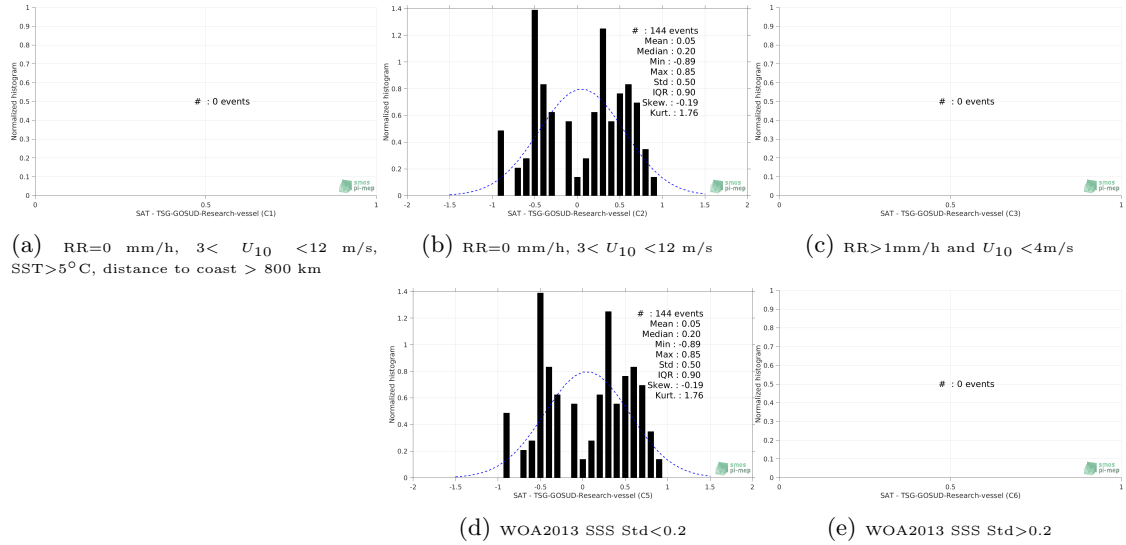 1
0.9
0.8
0.7
0.6
0.5
0.4
0.3
0.2
0.1
0
Normalized histogram
# : 0 events
smos
pi-mep
0 0.5 1
SAT - TSG-GOSUD-Research-vessel (C1)
(a) RR=0 mm/h, 3< U10 <12 m/s,
SST>5°C, distance to coast > 800 km
1.4
1.2
1
0.8
0.6
0.4
0.2
0
Normalized histogram
# : 144 events
Mean : 0.05
Median : 0.20
Min : -0.89
Max : 0.85
Std : 0.50
IQR : 0.90
Skew. : -0.19
Kurt. : 1.76
smos
pi-mep
-2 -1.5 -1 -0.5 0 0.5 1 1.5 2
SAT - TSG-GOSUD-Research-vessel (C2)
(b) RR=0 mm/h, 3< U10 <12 m/s
1
0.9
0.8
0.7
0.6
0.5
0.4
0.3
0.2
0.1
0
Normalized histogram
# : 0 events
smos
pi-mep
0 0.5 1
SAT - TSG-GOSUD-Research-vessel (C3)
(c) RR>1mm/h and U10 <4m/s
1.4
1.2
1
0.8
0.6
0.4
0.2
0
Normalized histogram
# : 144 events
Mean : 0.05
Median : 0.20
Min : -0.89
Max : 0.85
Std : 0.50
IQR : 0.90
Skew. : -0.19
Kurt. : 1.76
smos
pi-mep
-2 -1.5 -1 -0.5 0 0.5 1 1.5 2
SAT - TSG-GOSUD-Research-vessel (C5)
(d) WOA2013 SSS Std<0.2
1
0.9
0.8
0.7
0.6
0.5
0.4
0.3
0.2
0.1
0
Normalized histogram
# : 0 events
smos
pi-mep
0 0.5 1
SAT - TSG-GOSUD-Research-vessel (C6)
(e) WOA2013 SSS Std>0.2